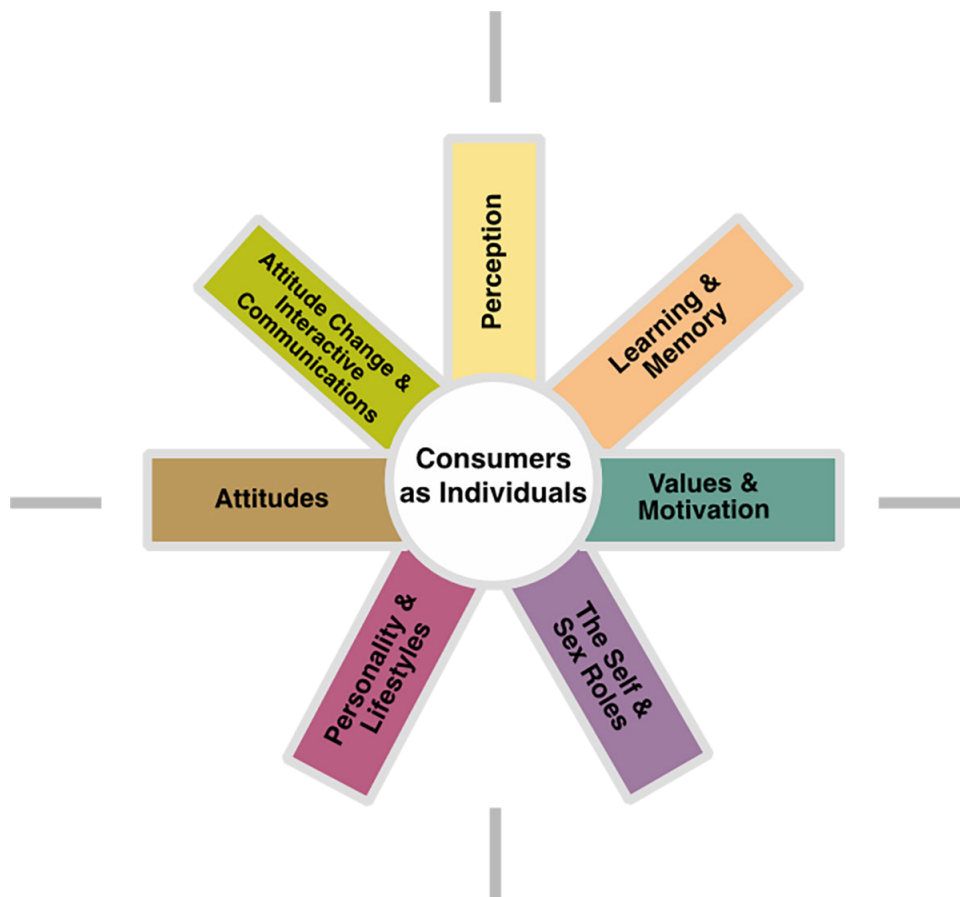 Perception
Learning &
Memory
Values &
Motivation
The Self &
Sex Roles
Personality &
Lifestyles
Attitudes
Attitude Change &
Interactive
Communications
Consumers
as Individuals